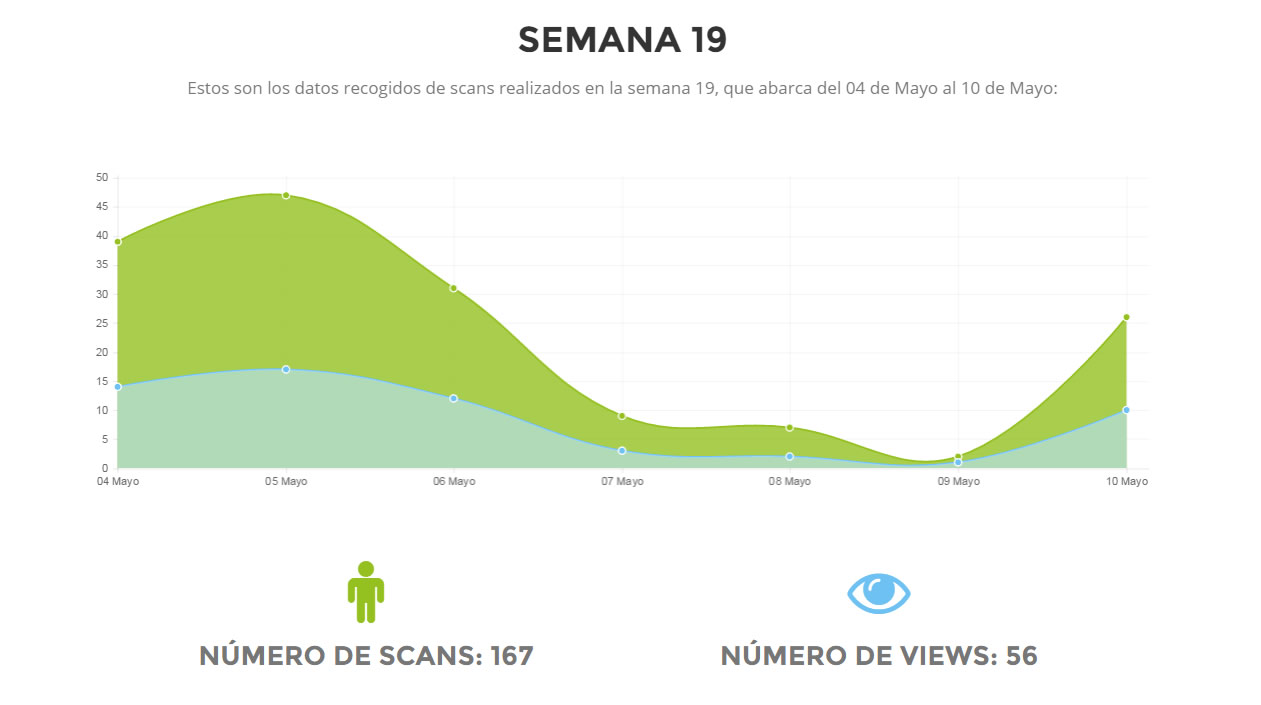 SEMANA 19
Estos son los datos recogidos de scans realizados en la semana 19, que abarca del 04 de Mayo al 10 de Mayo:
50
45
40
35
30
25
20
15
10
5
0
04 Mayo 05 Mayo 06 Mayo 07 Mayo 08 Mayo 09 Mayo 10 Mayo
NÚMERO DE SCANS: 167 NÚMERO DE VIEWS: 56